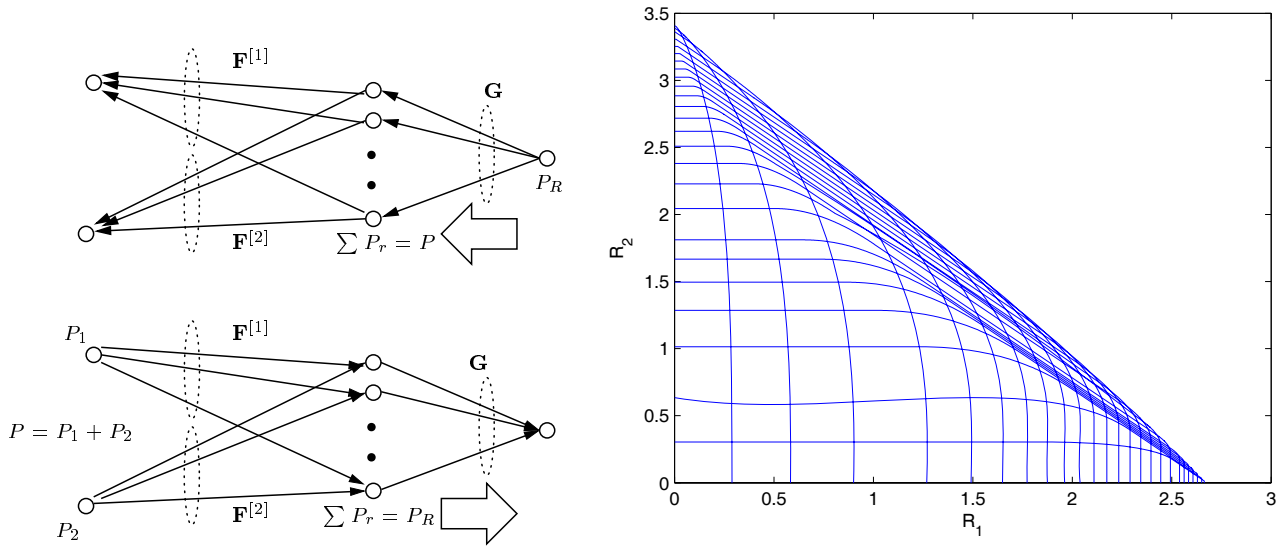 F^[1]
G
P_R
F^[2]
∑ P_r = P
P_1
F^[1]
G
P = P_1 + P_2
P_2
F^[2]
∑ P_r = P_R
3.5
3
2.5
2
1.5
1
0.5
0
R_2
0 0.5 1 1.5 2 2.5 3
R_1